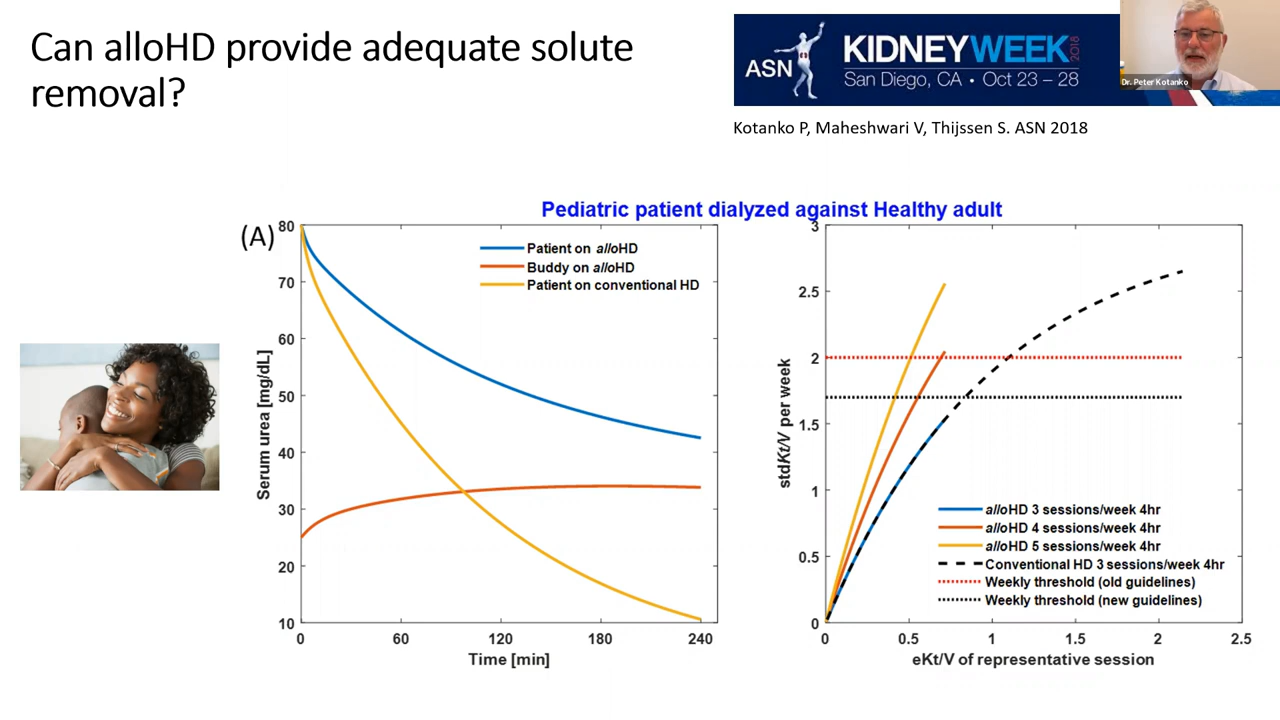 Can alloHD provide adequate solute
removal?
ASN
KIDNEYWEEK 2018
San Diego, CA • Oct 23 – 28
Dr. Peter Kotanko
Kotanko P, Maheshwari V, Thijssen S. ASN 2018
Pediatric patient dialyzed against Healthy adult
(A)
80
70
60
50
40
30
20
10
Serum urea [mg/dL]
Patient on alloHD
Buddy on alloHD
Patient on conventional HD
0 60 120 180 240
Time [min]
3
2.5
2
1.5
1
0.5
0
stdKt/V per week
alloHD 3 sessions/week 4hr
alloHD 4 sessions/week 4hr
alloHD 5 sessions/week 4hr
Conventional HD 3 sessions/week 4hr
Weekly threshold (old guidelines)
Weekly threshold (new guidelines)
0 0.5 1 1.5 2 2.5
eKt/V of representative session